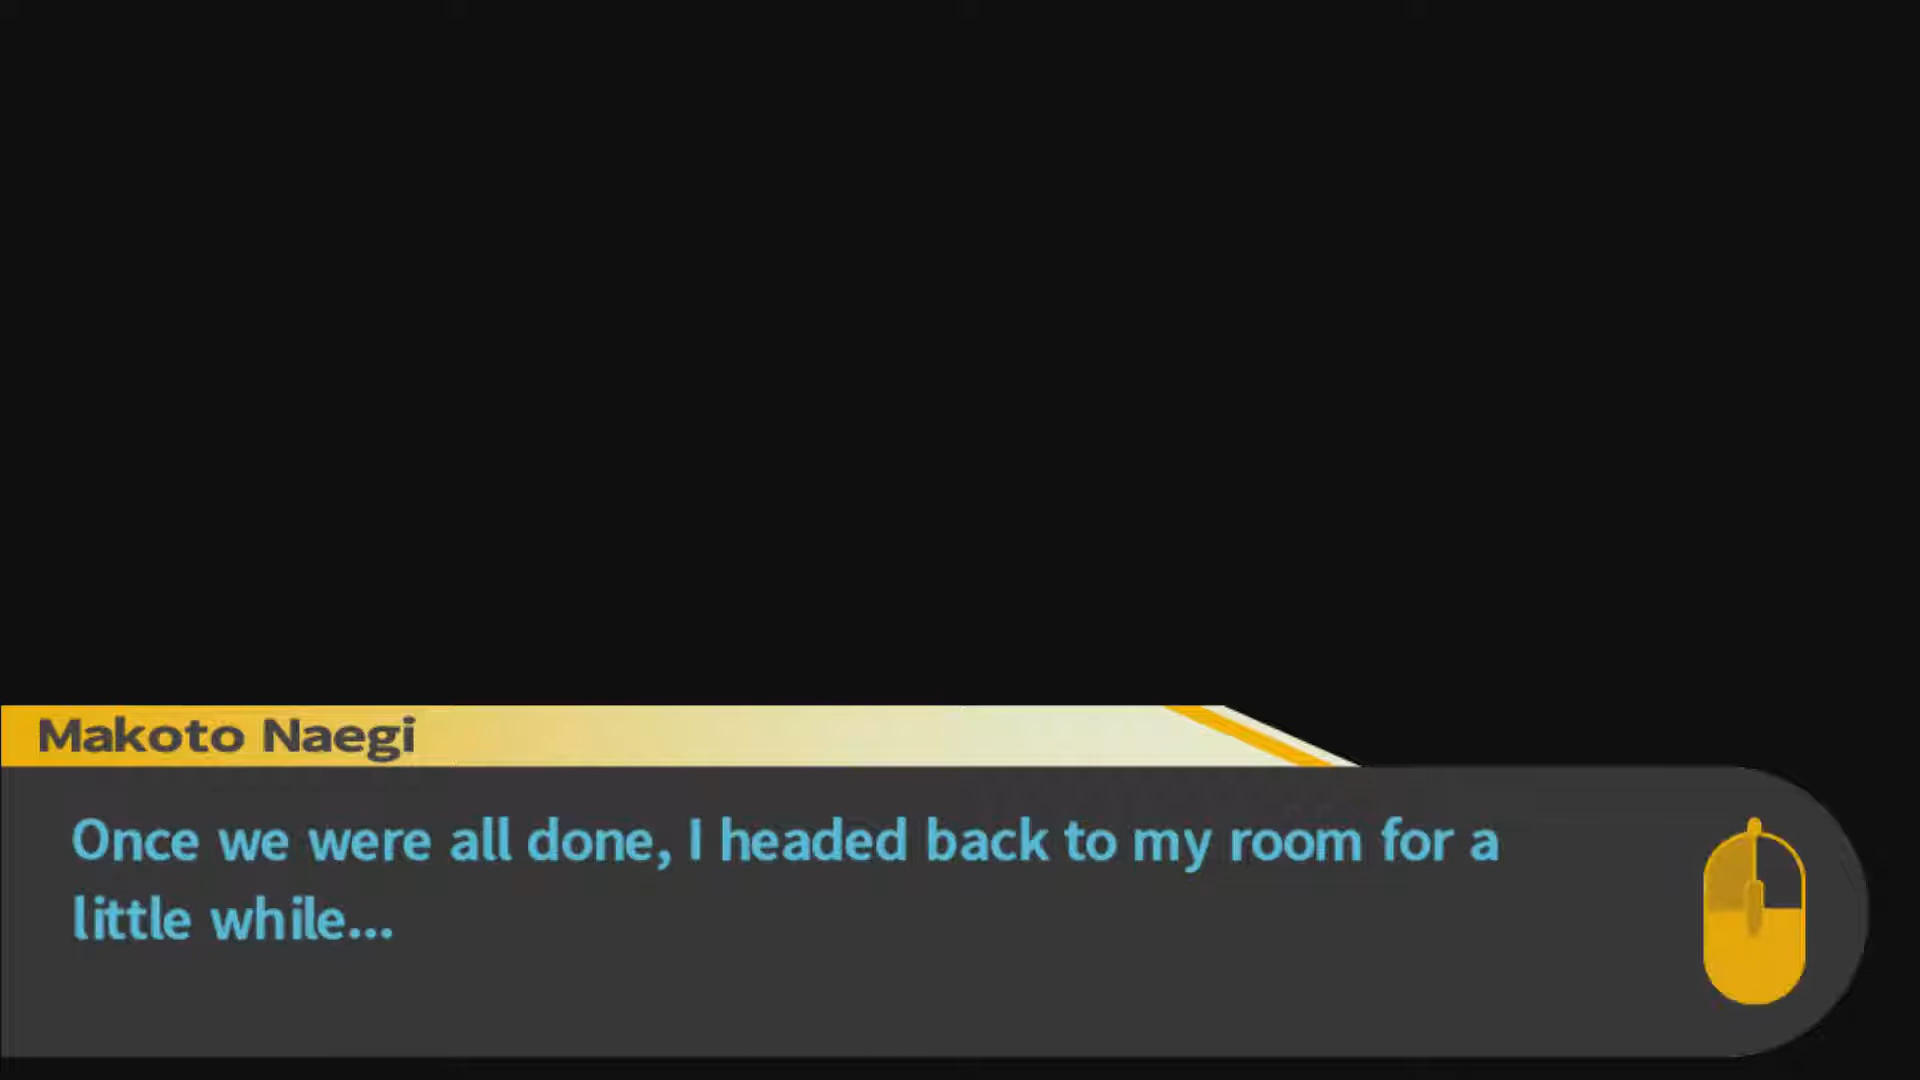 Makoto Naegi
Once we were all done, I headed back to my room for a
little while...